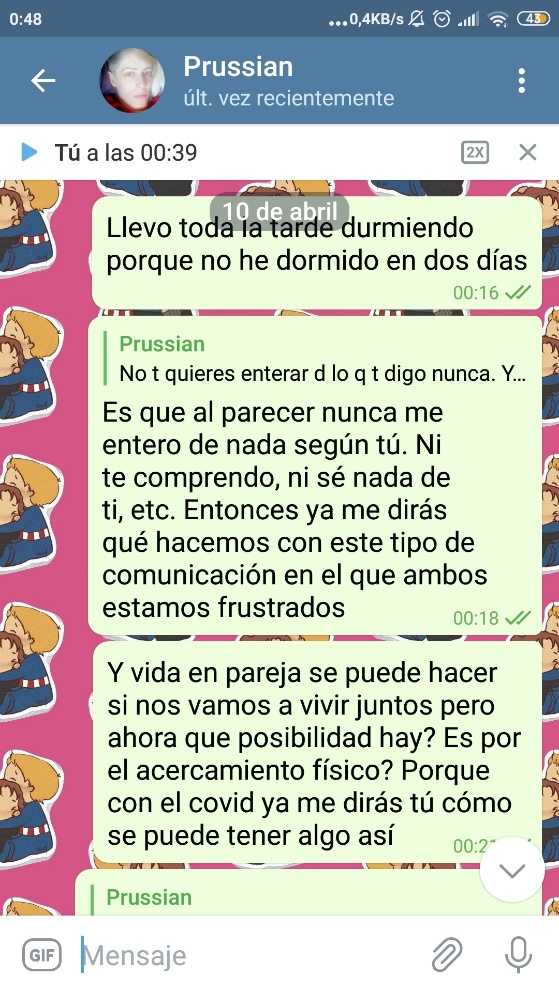 0:48
...0,4KB/s
43
Prussian
últ. vez recientemente
Tú a las 00:39
2X
10 de abril
Llevo toda la tarde durmiendo
porque no he dormido en dos días
00:16
Prussian
No t quieres enterar d lo q t digo nunca. Y...
Es que al parecer nunca me
entero de nada según tú. Ni
te comprendo, ni sé nada de
ti, etc. Entonces ya me dirás
qué hacemos con este tipo de
comunicación en el que ambos
estamos frustrados
00:18
Y vida en pareja se puede hacer
si nos vamos a vivir juntos pero
ahora que posibilidad hay? Es por
el acercamiento físico? Porque
con el covid ya me dirás tú cómo
se puede tener algo así
Prussian
GIF
Mensaje